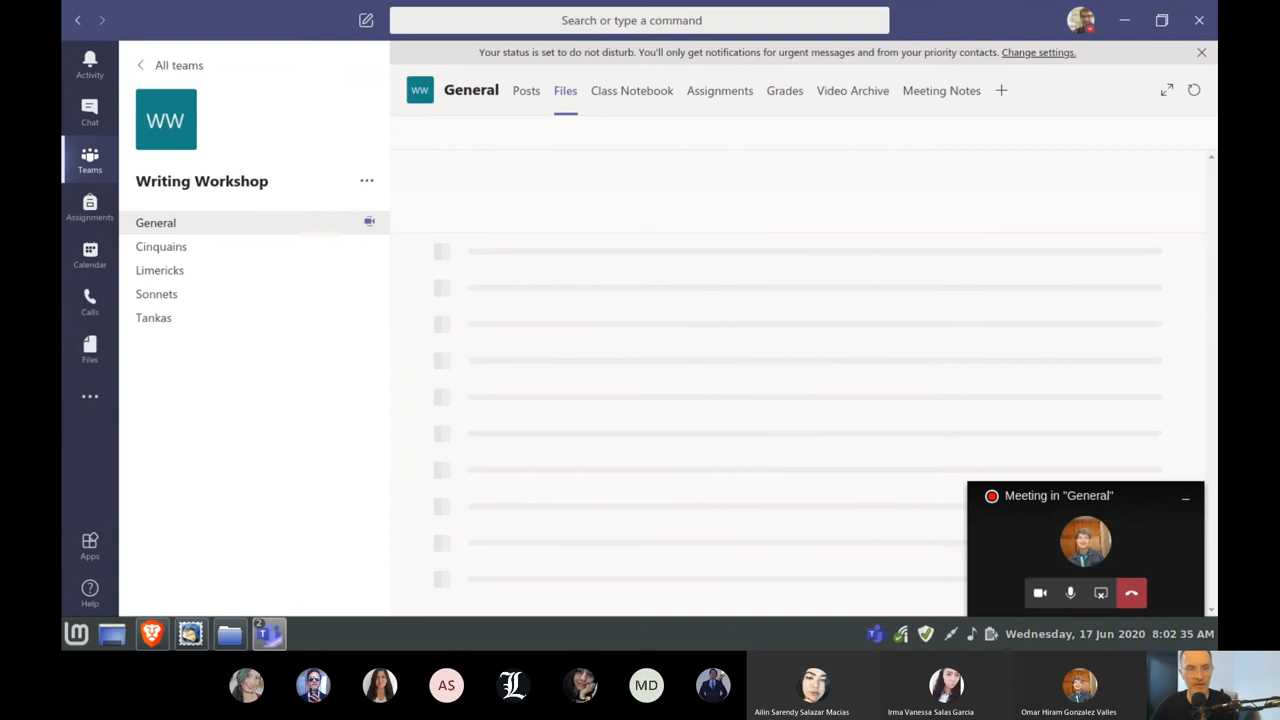 Search or type a command
Your status is set to do not disturb. You'll only get notifications for urgent messages and from your priority contacts. Change settings.
Activity
Chat
Teams
Assignments
Calendar
Calls
Files
Apps
Help
All teams
WW
Writing Workshop
General
Cinquains
Limericks
Sonnets
Tankas
WW
General
Posts
Files
Class Notebook
Assignments
Grades
Video Archive
Meeting Notes
Meeting in "General"
2
Wednesday, 17 Jun 2020 8:02:35 AM
AS
L
MD
Ailin Sarendy Salazar Macias
Irma Vanessa Salas Garcia
Omar Hiram Gonzalez Valles